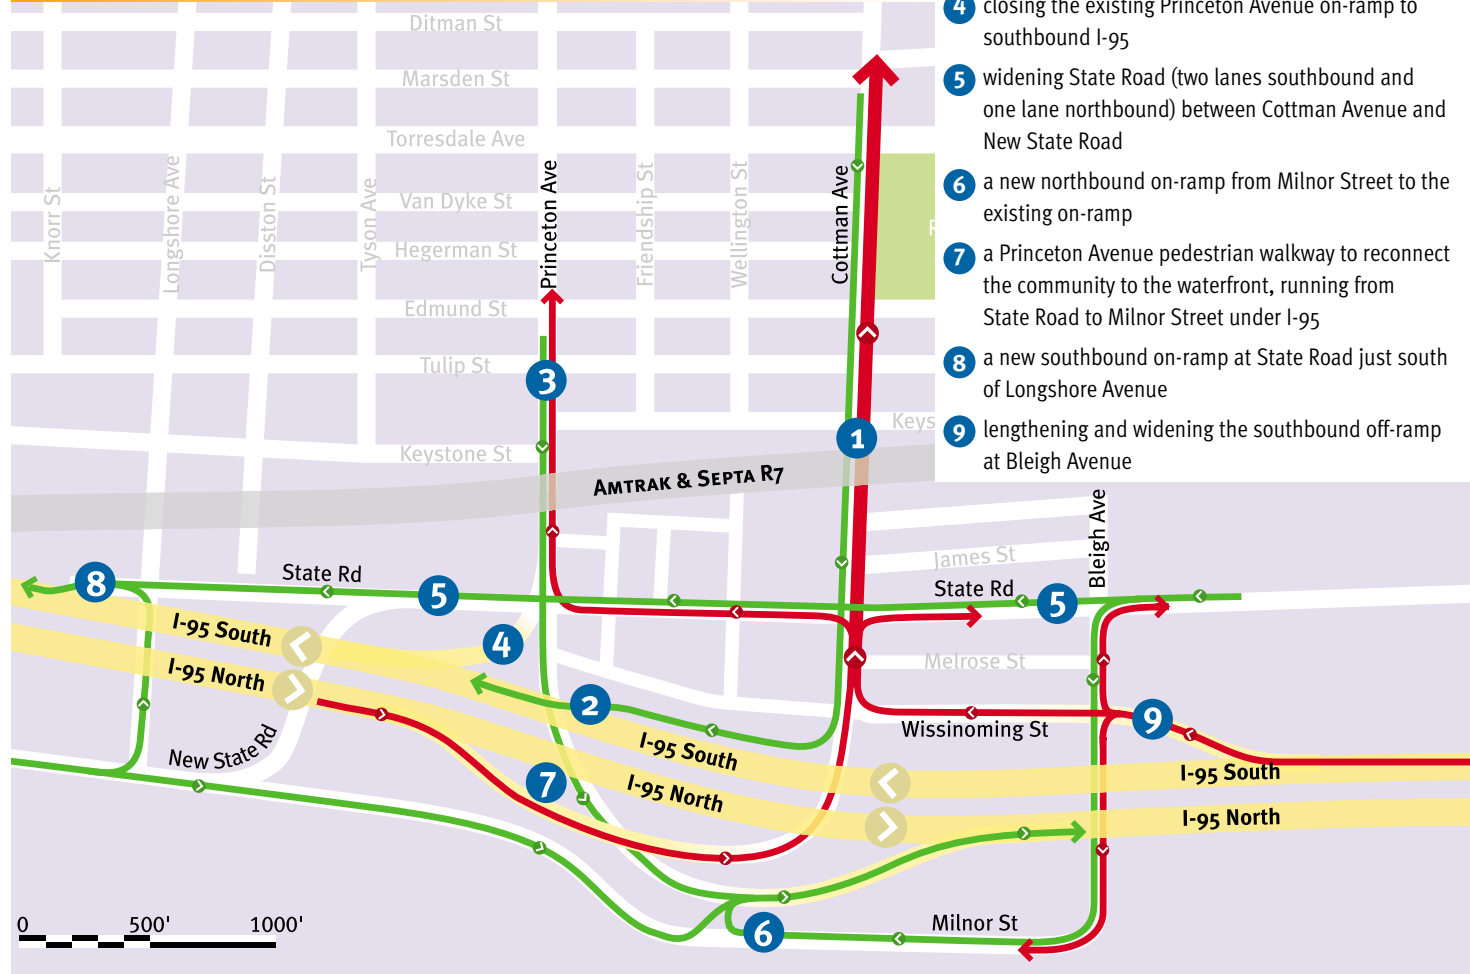 4 closing the existing Princeton Avenue on-ramp to
southbound I-95
5 widening State Road (two lanes southbound and
one lane northbound) between Cottman Avenue and
New State Road
6 a new northbound on-ramp from Milnor Street to the
existing on-ramp
7 a Princeton Avenue pedestrian walkway to reconnect
the community to the waterfront, running from
State Road to Milnor Street under I-95
8 a new southbound on-ramp at State Road just south
of Longshore Avenue
9 lengthening and widening the southbound off-ramp
at Bleigh Avenue
Ditman St
Marsden St
Torresdale Ave
Van Dyke St
Hegerman St
Edmund St
Tulip St
Keystone St
Knorr St
Longshore Ave
Disston St
Tyson Ave
Princeton Ave
Friendship St
Wellington St
Cottman Ave
R
Keys
3
1
AMTRAK & SEPTA R7
Bleigh Ave
James St
State Rd
State Rd
8
5
5
4
I-95 South
I-95 North
Melrose St
2
9
Wissinoming St
New State Rd
I-95 South
I-95 South
7
I-95 North
I-95 North
0 500' 1000'
6
Milnor St